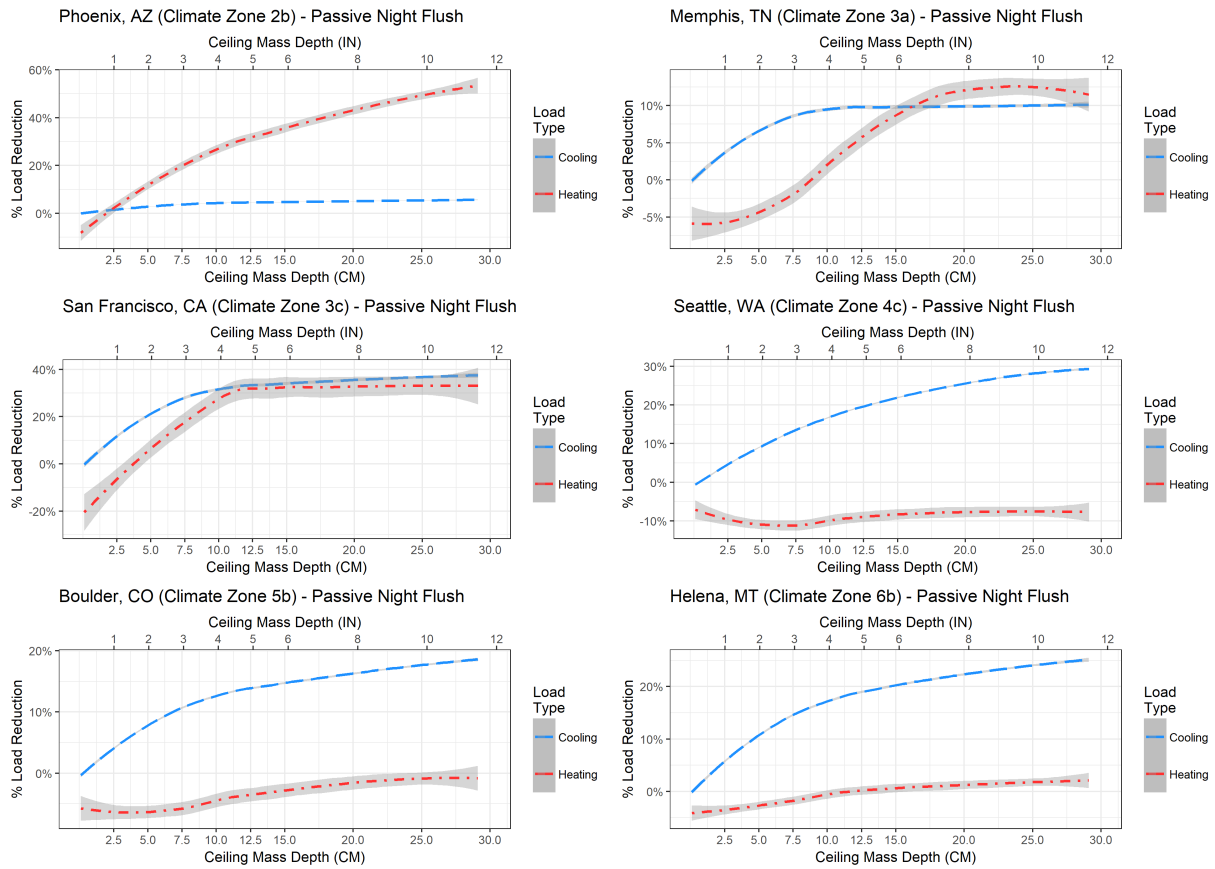 Phoenix, AZ (Climate Zone 2b) - Passive Night Flush
Ceiling Mass Depth (IN)
1 2 3 4 5 6 8 10 12
60%
40%
20%
0%
% Load Reduction
2.5 5.0 7.5 10.0 12.5 15.0 20.0 25.0 30.0
Ceiling Mass Depth (CM)
Load
Type
Cooling
Heating
Memphis, TN (Climate Zone 3a) - Passive Night Flush
Ceiling Mass Depth (IN)
1 2 3 4 5 6 8 10 12
10%
5%
0%
-5%
% Load Reduction
2.5 5.0 7.5 10.0 12.5 15.0 20.0 25.0 30.0
Ceiling Mass Depth (CM)
Load
Type
Cooling
Heating
San Francisco, CA (Climate Zone 3c) - Passive Night Flush
Ceiling Mass Depth (IN)
1 2 3 4 5 6 8 10 12
40%
20%
0%
-20%
% Load Reduction
2.5 5.0 7.5 10.0 12.5 15.0 20.0 25.0 30.0
Ceiling Mass Depth (CM)
Load
Type
Cooling
Heating
Seattle, WA (Climate Zone 4c) - Passive Night Flush
Ceiling Mass Depth (IN)
1 2 3 4 5 6 8 10 12
30%
20%
10%
0%
-10%
% Load Reduction
2.5 5.0 7.5 10.0 12.5 15.0 20.0 25.0 30.0
Ceiling Mass Depth (CM)
Load
Type
Cooling
Heating
Boulder, CO (Climate Zone 5b) - Passive Night Flush
Ceiling Mass Depth (IN)
1 2 3 4 5 6 8 10 12
20%
10%
0%
% Load Reduction
2.5 5.0 7.5 10.0 12.5 15.0 20.0 25.0 30.0
Ceiling Mass Depth (CM)
Load
Type
Cooling
Heating
Helena, MT (Climate Zone 6b) - Passive Night Flush
Ceiling Mass Depth (IN)
1 2 3 4 5 6 8 10 12
20%
10%
0%
% Load Reduction
2.5 5.0 7.5 10.0 12.5 15.0 20.0 25.0 30.0
Ceiling Mass Depth (CM)
Load
Type
Cooling
Heating